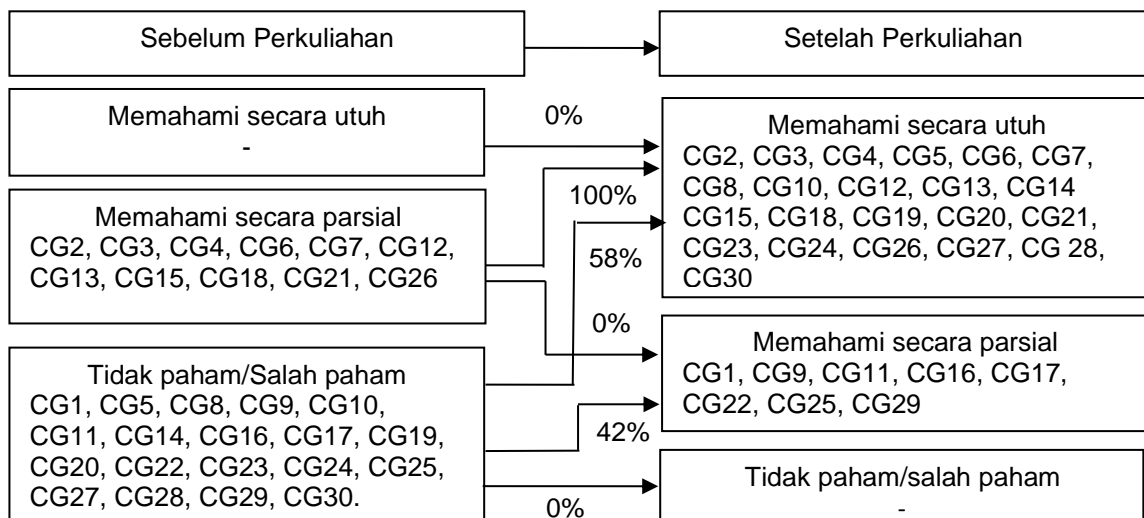 Sebelum Perkuliahan
Setelah Perkuliahan
Memahami secara utuh
-
0%
Memahami secara utuh
CG2, CG3, CG4, CG5, CG6, CG7,
CG8, CG10, CG12, CG13, CG14
CG15, CG18, CG19, CG20, CG21,
CG23, CG24, CG26, CG27, CG 28,
CG30
Memahami secara parsial
CG2, CG3, CG4, CG6, CG7, CG12,
CG13, CG15, CG18, CG21, CG26
100%
58%
0%
Memahami secara parsial
CG1, CG9, CG11, CG16, CG17,
CG22, CG25, CG29
Tidak paham/Salah paham
CG1, CG5, CG8, CG9, CG10,
CG11, CG14, CG16, CG17, CG19,
CG20, CG22, CG23, CG24, CG25,
CG27, CG28, CG29, CG30.
42%
0%
Tidak paham/salah paham
-